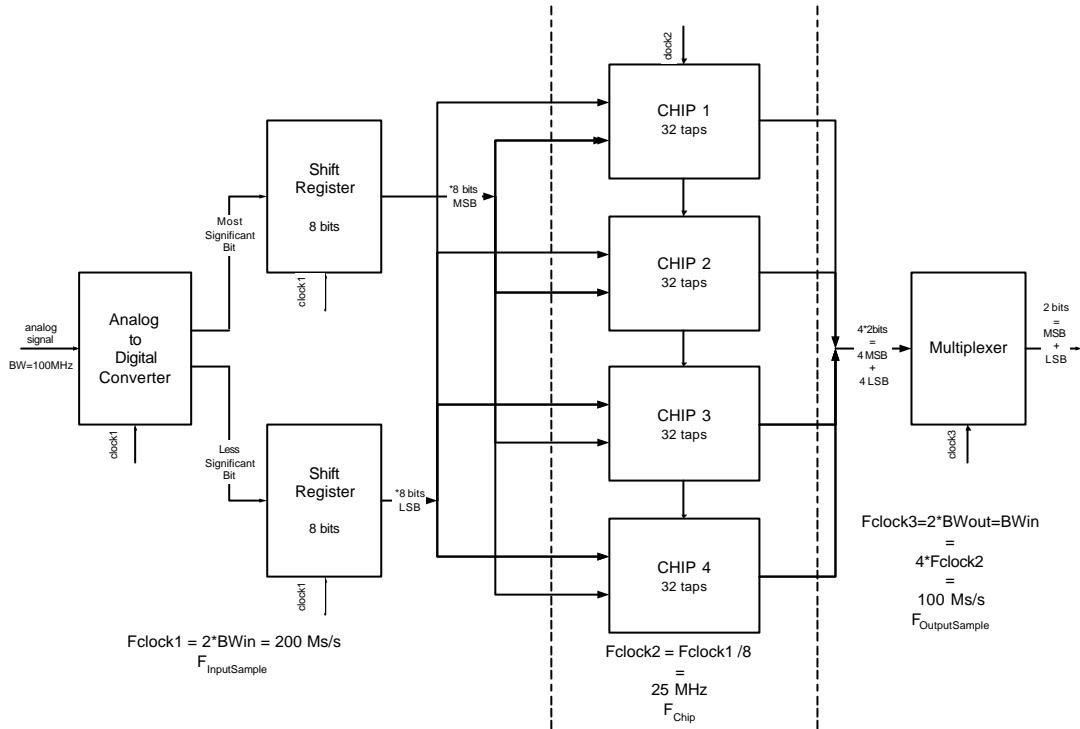 analog
signal
BW=100MHz
Analog
to
Digital
Converter
clock1
Most
Significant
Bit
Less
Significant
Bit
Shift
Register
8 bits
clock1
Shift
Register
8 bits
clock1
*8 bits
MSB
*8 bits
LSB
Fclock1 = 2*BWin = 200 Ms/s
FInputSample
clock2
CHIP 1
32 taps
CHIP 2
32 taps
CHIP 3
32 taps
CHIP 4
32 taps
Fclock2 = Fclock1 /8
=
25 MHz
FChip
4*2bits
=
4 MSB
+
4 LSB
Multiplexer
clock3
2 bits
=
MSB
+
LSB
Fclock3=2*BWout=BWin
=
4*Fclock2
=
100 Ms/s
FOutputSample